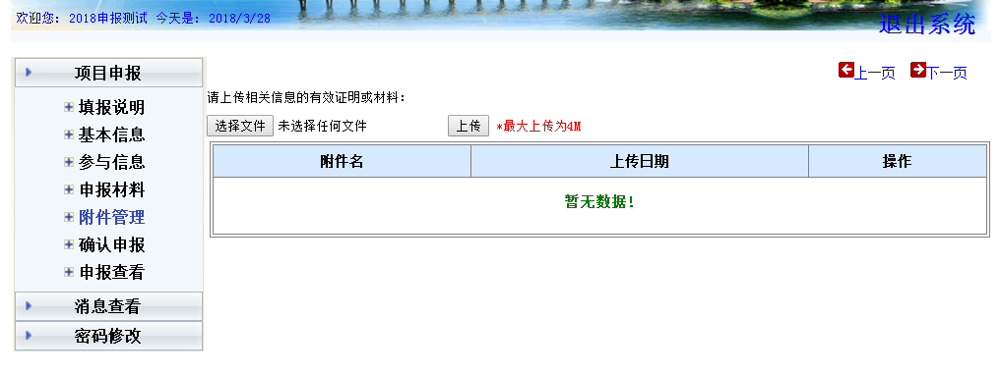 欢迎您: 2018申报测试 今天是: 2018/3/28
退出系统
项目申报
填报说明
基本信息
参与信息
申报材料
附件管理
确认申报
申报查看
消息查看
密码修改
上一页 下一页
请上传相关信息的有效证明或材料:
选择文件 未选择任何文件 上传 *最大上传为4M
附件名 上传日期 操作
暂无数据!